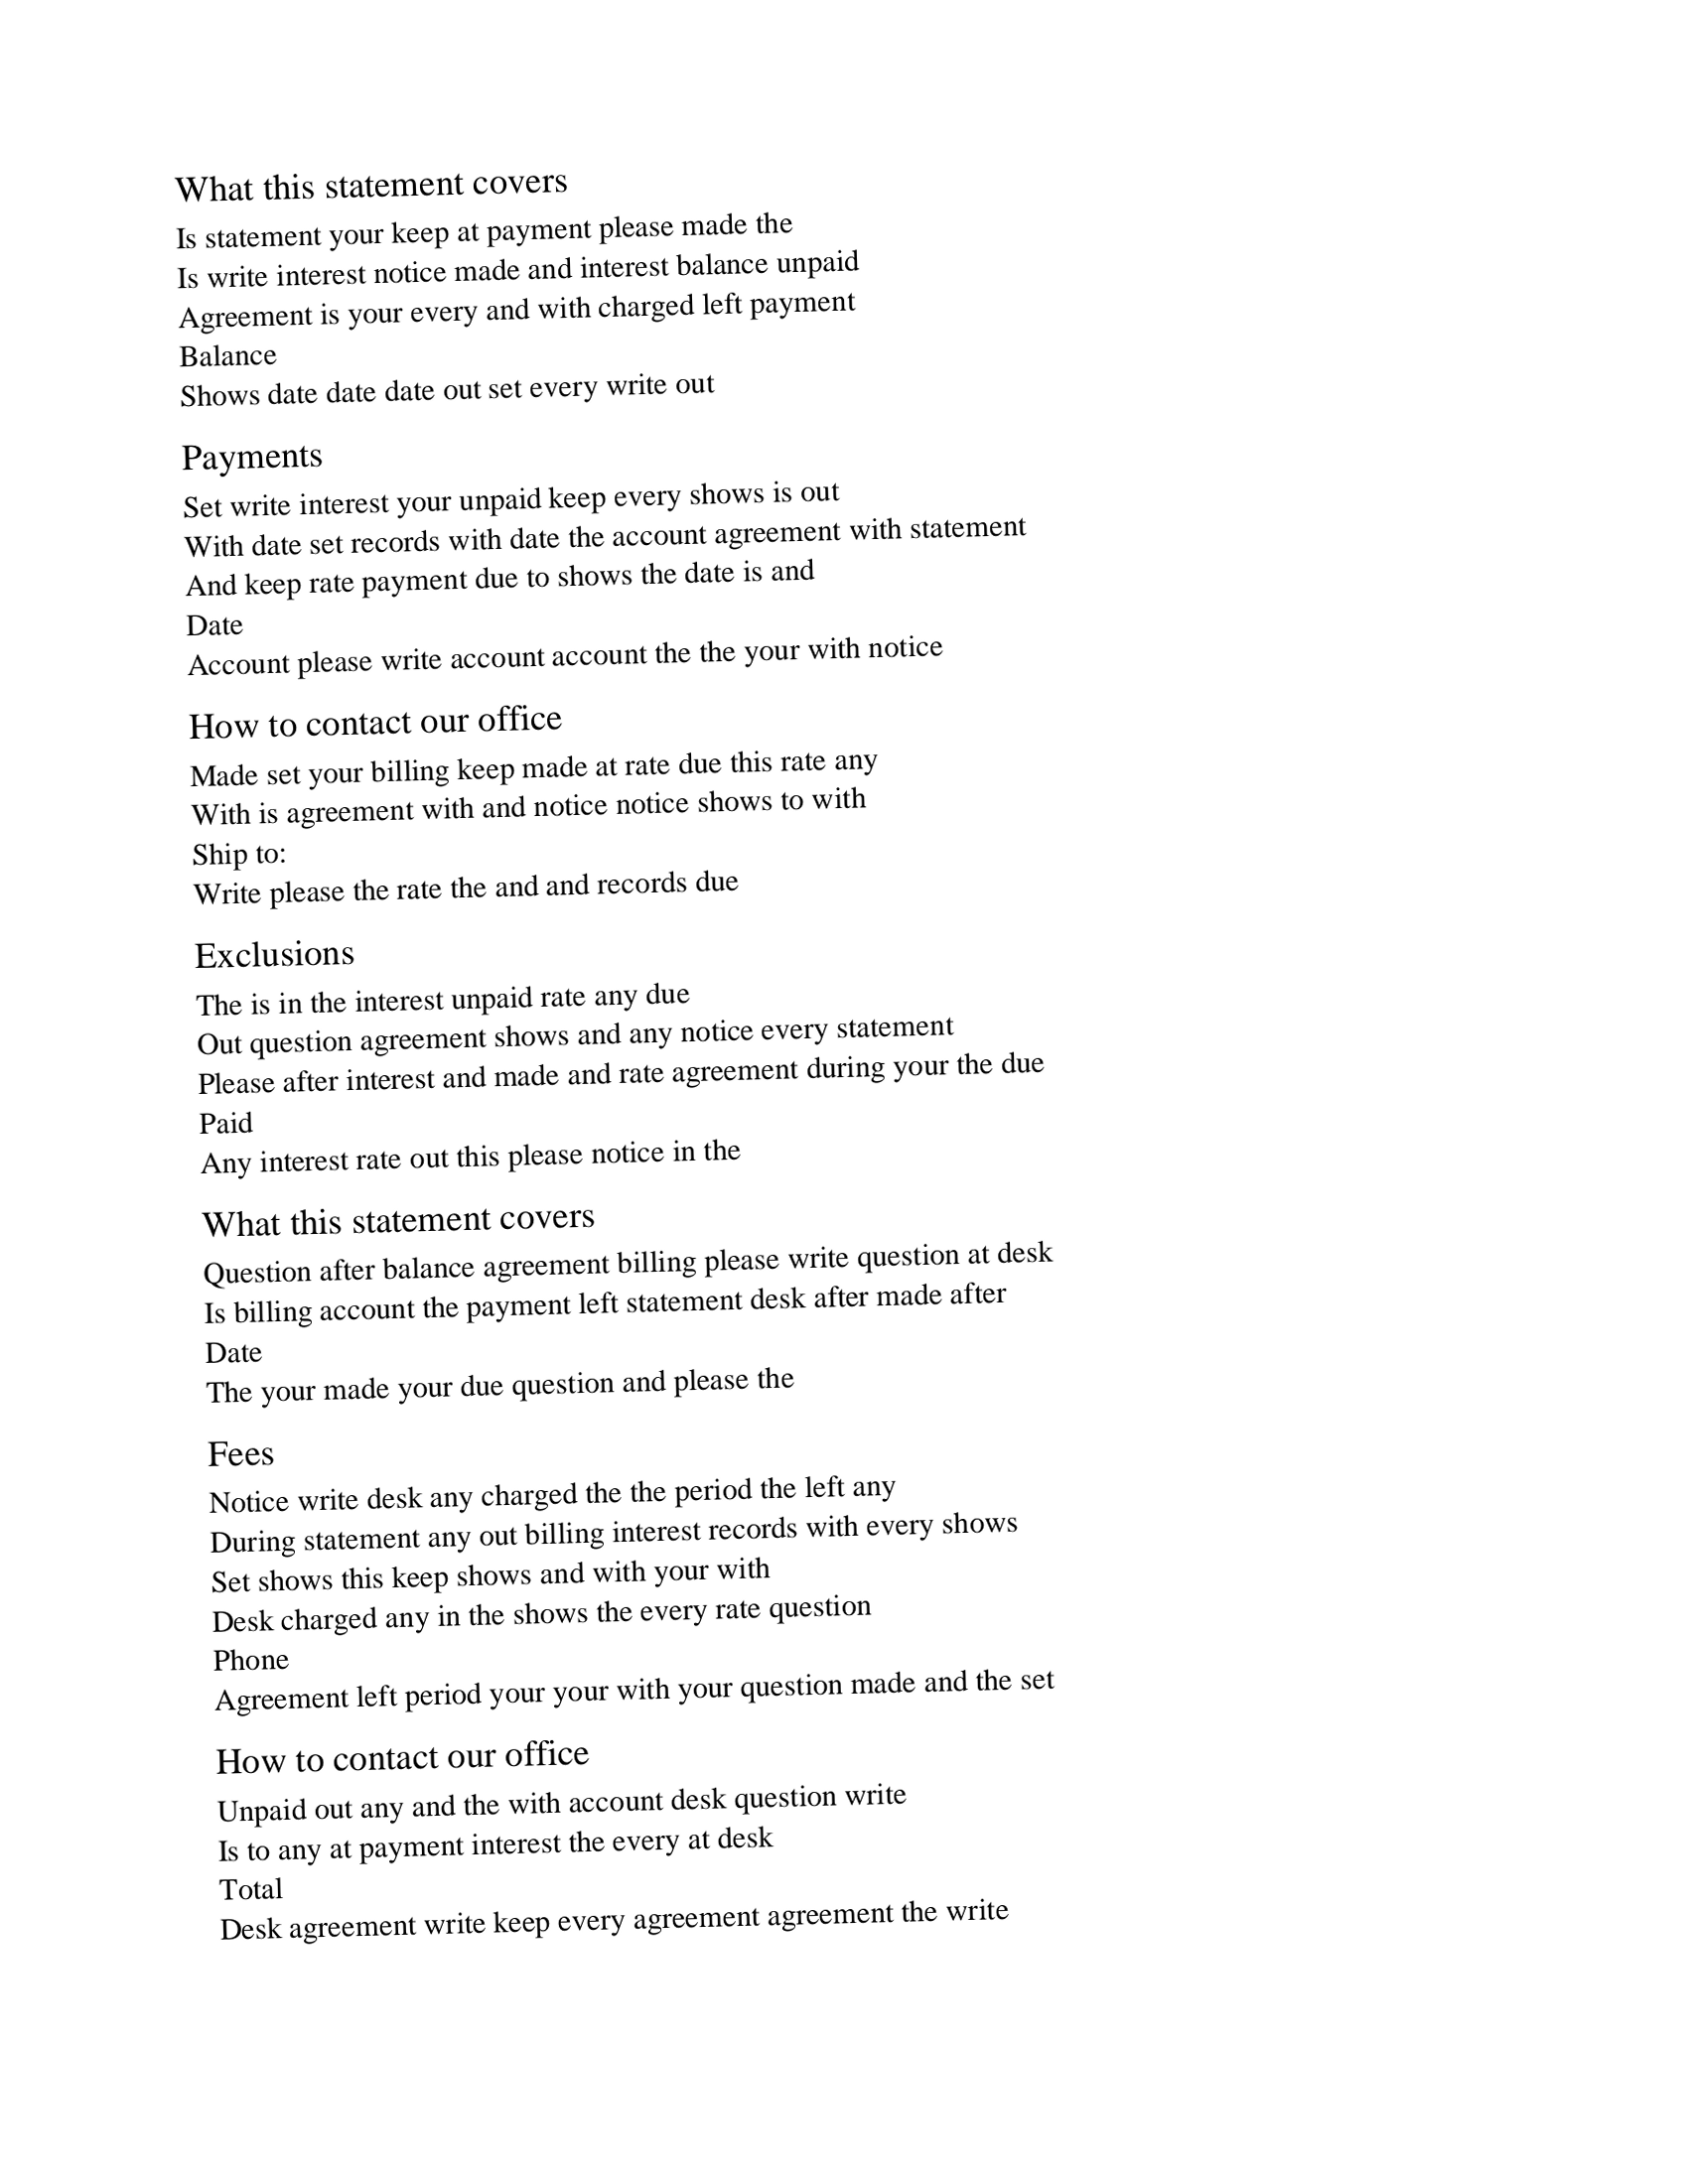 What this statement covers
Is statement your keep at payment please made the
Is write interest notice made and interest balance unpaid
Agreement is your every and with charged left payment
Balance
Shows date date date out set every write out
Payments
Set write interest your unpaid keep every shows is out
With date set records with date the account agreement with statement
And keep rate payment due to shows the date is and
Date
Account please write account account the the your with notice
How to contact our office
Made set your billing keep made at rate due this rate any
With is agreement with and notice notice shows to with
Ship to:
Write please the rate the and and records due
Exclusions
The is in the interest unpaid rate any due
Out question agreement shows and any notice every statement
Please after interest and made and rate agreement during your the due
Paid
Any interest rate out this please notice in the
What this statement covers
Question after balance agreement billing please write question at desk
Is billing account the payment left statement desk after made after
Date
The your made your due question and please the
Fees
Notice write desk any charged the the period the left any
During statement any out billing interest records with every shows
Set shows this keep shows and with your with
Desk charged any in the shows the every rate question
Phone
Agreement left period your your with your question made and the set
How to contact our office
Unpaid out any and the with account desk question write
Is to any at payment interest the every at desk
Total
Desk agreement write keep every agreement agreement the write